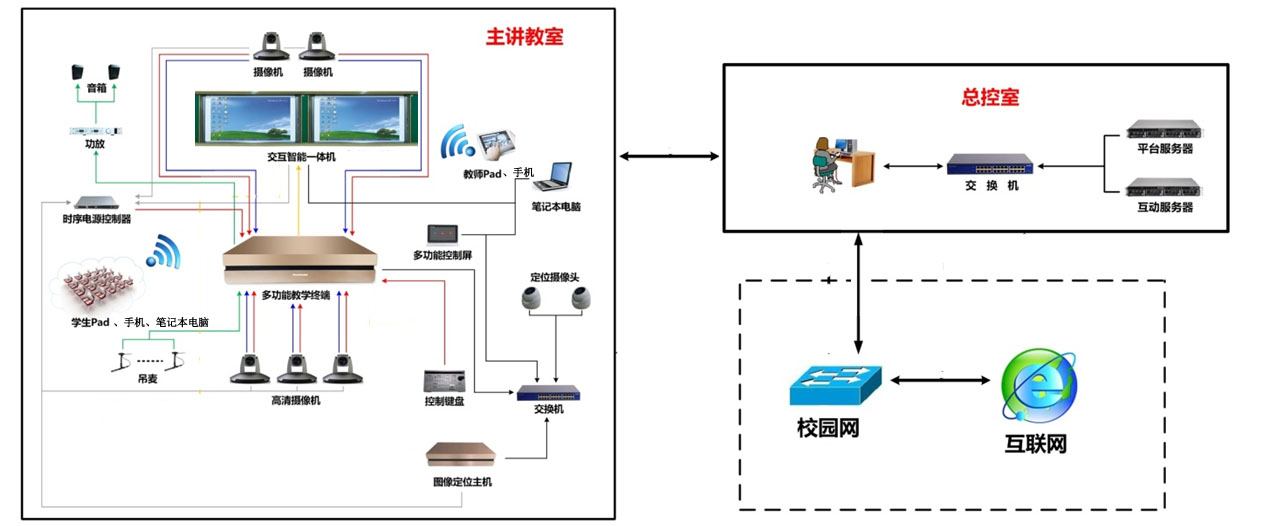 主讲教室
摄像机
摄像机
音箱
功放
交互智能一体机
教师Pad、手机
笔记本电脑
时序电源控制器
多功能控制屏
多功能教学终端
定位摄像头
学生Pad 、手机、笔记本电脑
吊麦
高清摄像机
控制键盘
交换机
图像定位主机
总控室
平台服务器
交 换 机
互动服务器
校园网
互联网